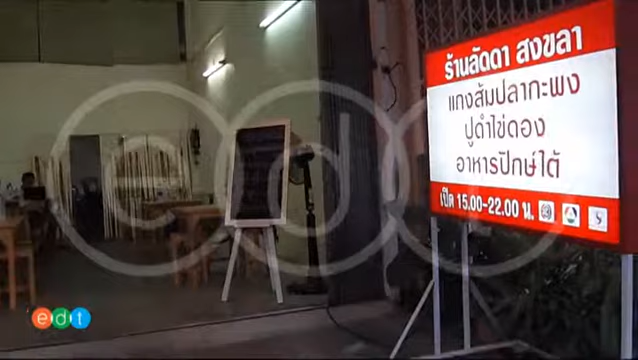 ร้านลัดดา สงขลา
แกงส้มปลากะพง
ปูดำไข่ดอง
อาหารปักษ์ใต้
เปิด 15.00-22.00 น.
edt
edt